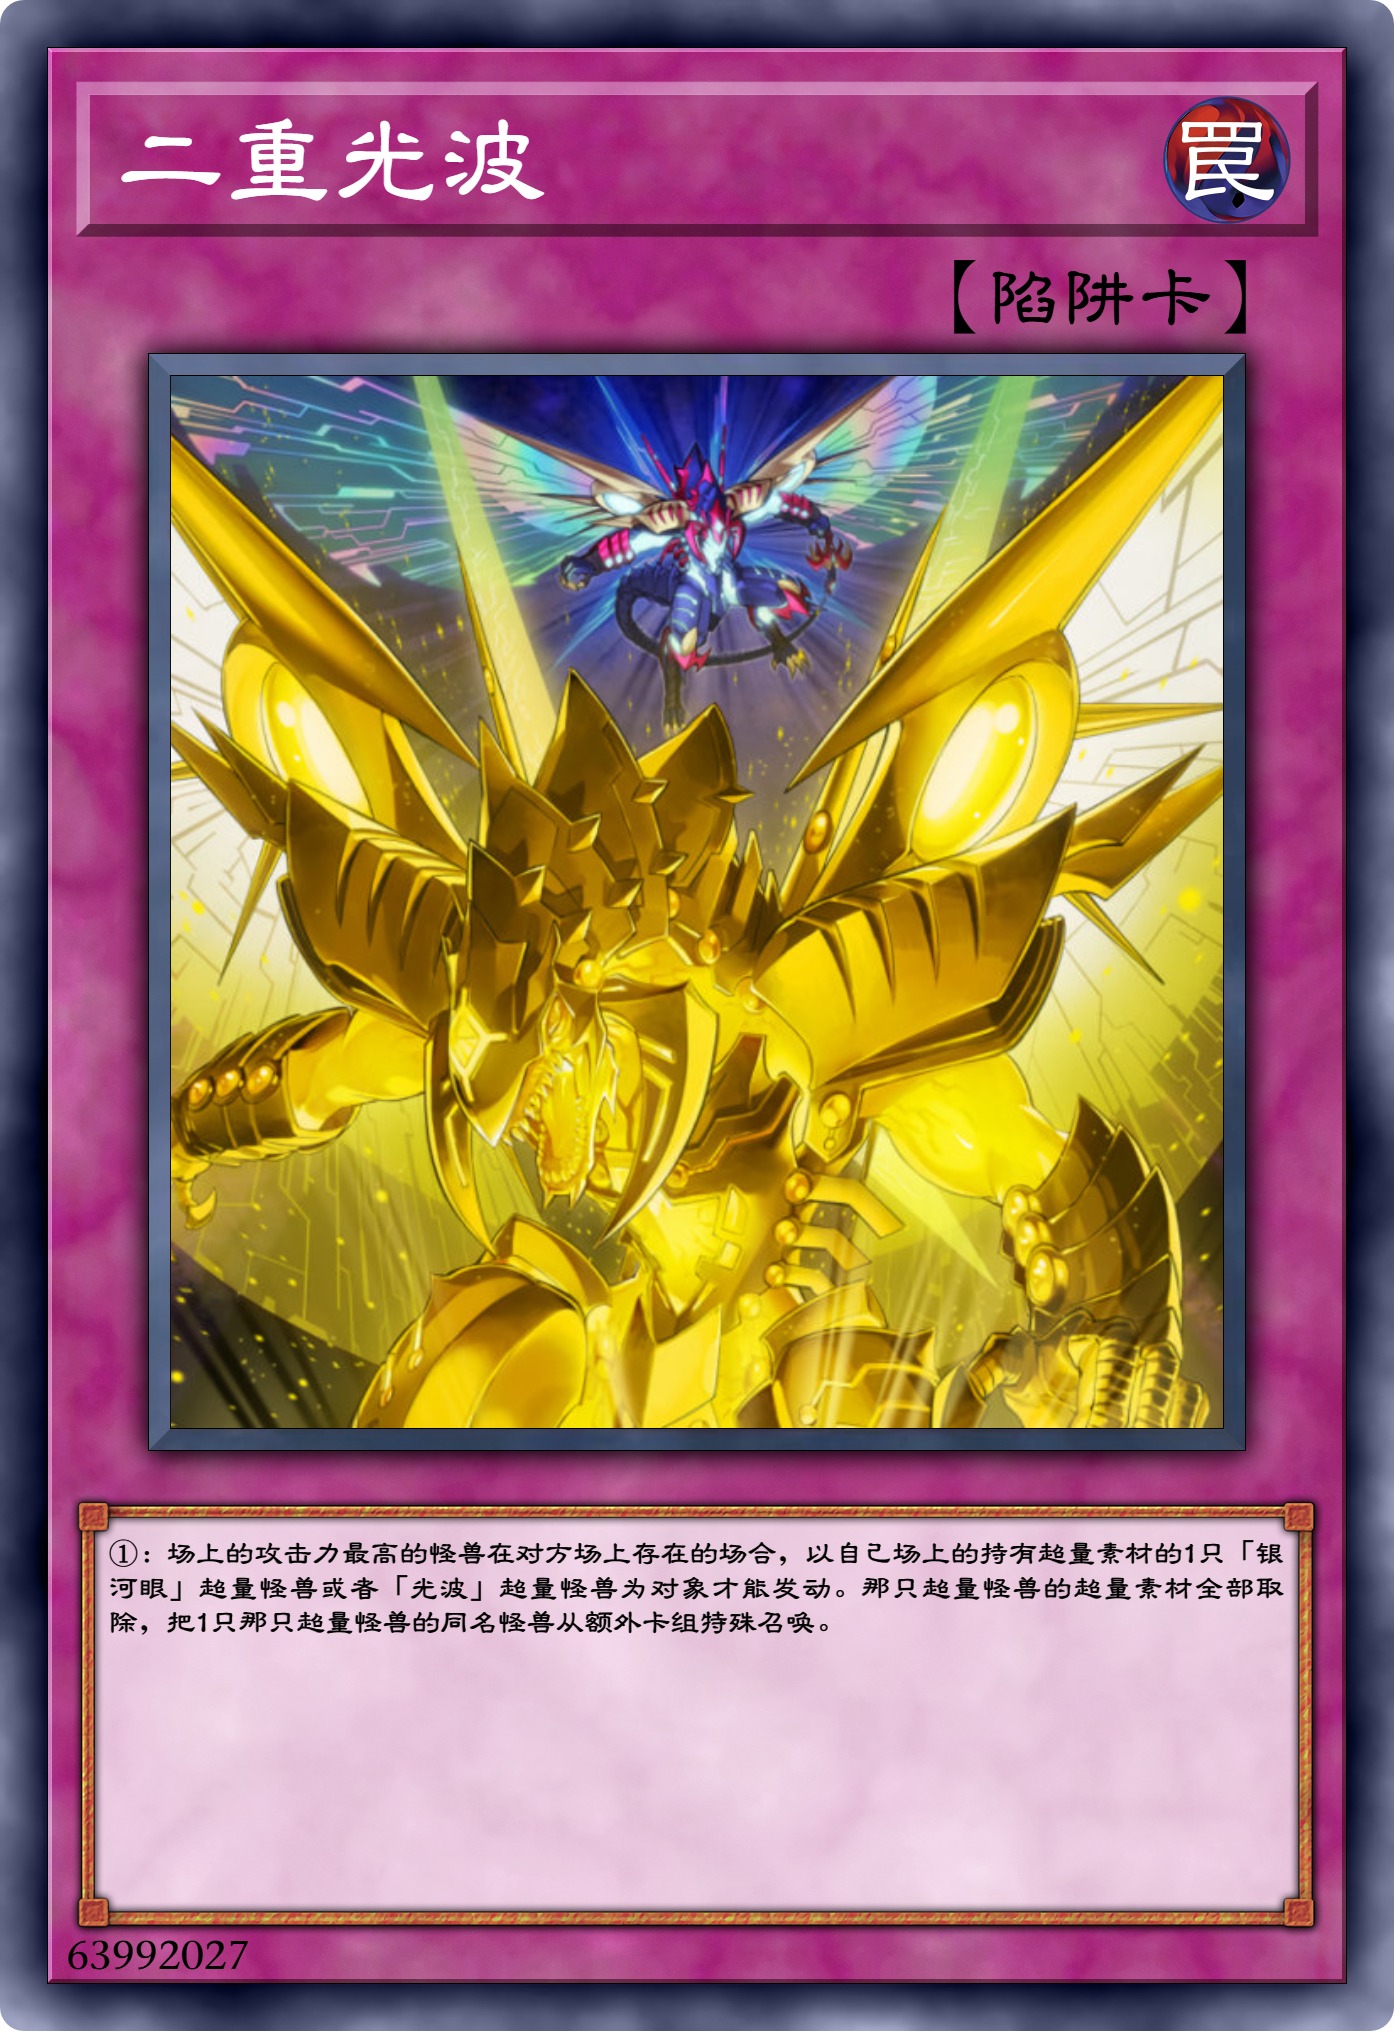 二重光波
罠
【陷阱卡】
①：场上的攻击力最高的怪兽在对方场上存在的场合，以自己场上的持有超量素材的1只「银
河眼」超量怪兽或者「光波」超量怪兽为对象才能发动。那只超量怪兽的超量素材全部取
除，把1只那只超量怪兽的同名怪兽从额外卡组特殊召唤。
63992027